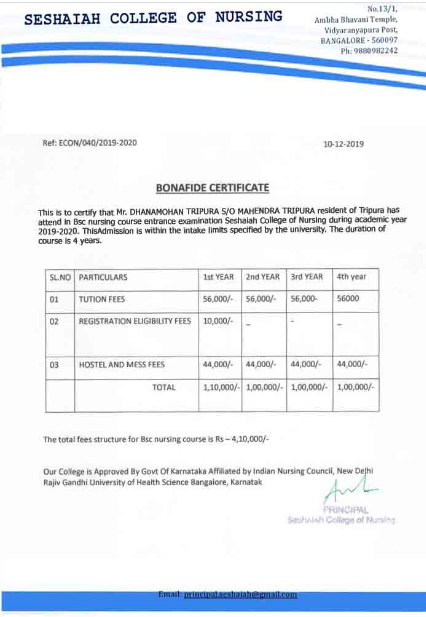 SESHAIAH COLLEGE OF NURSING
No.13/1,
Ambha Bhavani Temple,
Vidyaranyapura Post,
BANGALORE - 560097
Ph: 9880982242
Ref: ECON/040/2019-2020
10-12-2019
BONAFIDE CERTIFICATE
This is to certify that Mr. DHANAMOHAN TRIPURA S/O MAHENDRA TRIPURA resident of Tripura has
attend in Bsc nursing course entrance examination Seshaiah College of Nursing during academic year
2019-2020. ThisAdmission is within the intake limits specified by the university. The duration of
course is 4 years.
SL.NO PARTICULARS 1st YEAR 2nd YEAR 3rd YEAR 4th year
01 TUTION FEES 56,000/- 56,000/- 56,000- 56000
02 REGISTRATION ELIGIBILITY FEES 10,000/- _ - _
03 HOSTEL AND MESS FEES 44,000/- 44,000/- 44,000/- 44,000/-
TOTAL 1,10,000/- 1,00,000/- 1,00,000/- 1,00,000/-
The total fees structure for Bsc nursing course is Rs – 4,10,000/-
Our College is Approved By Govt Of Karnataka Affiliated by Indian Nursing Council, New Delhi
Rajiv Gandhi University of Health Science Bangalore, Karnatak
PRINCIPAL
Seshaiah College of Nursing
Email: principal.seshaiah@gmail.com